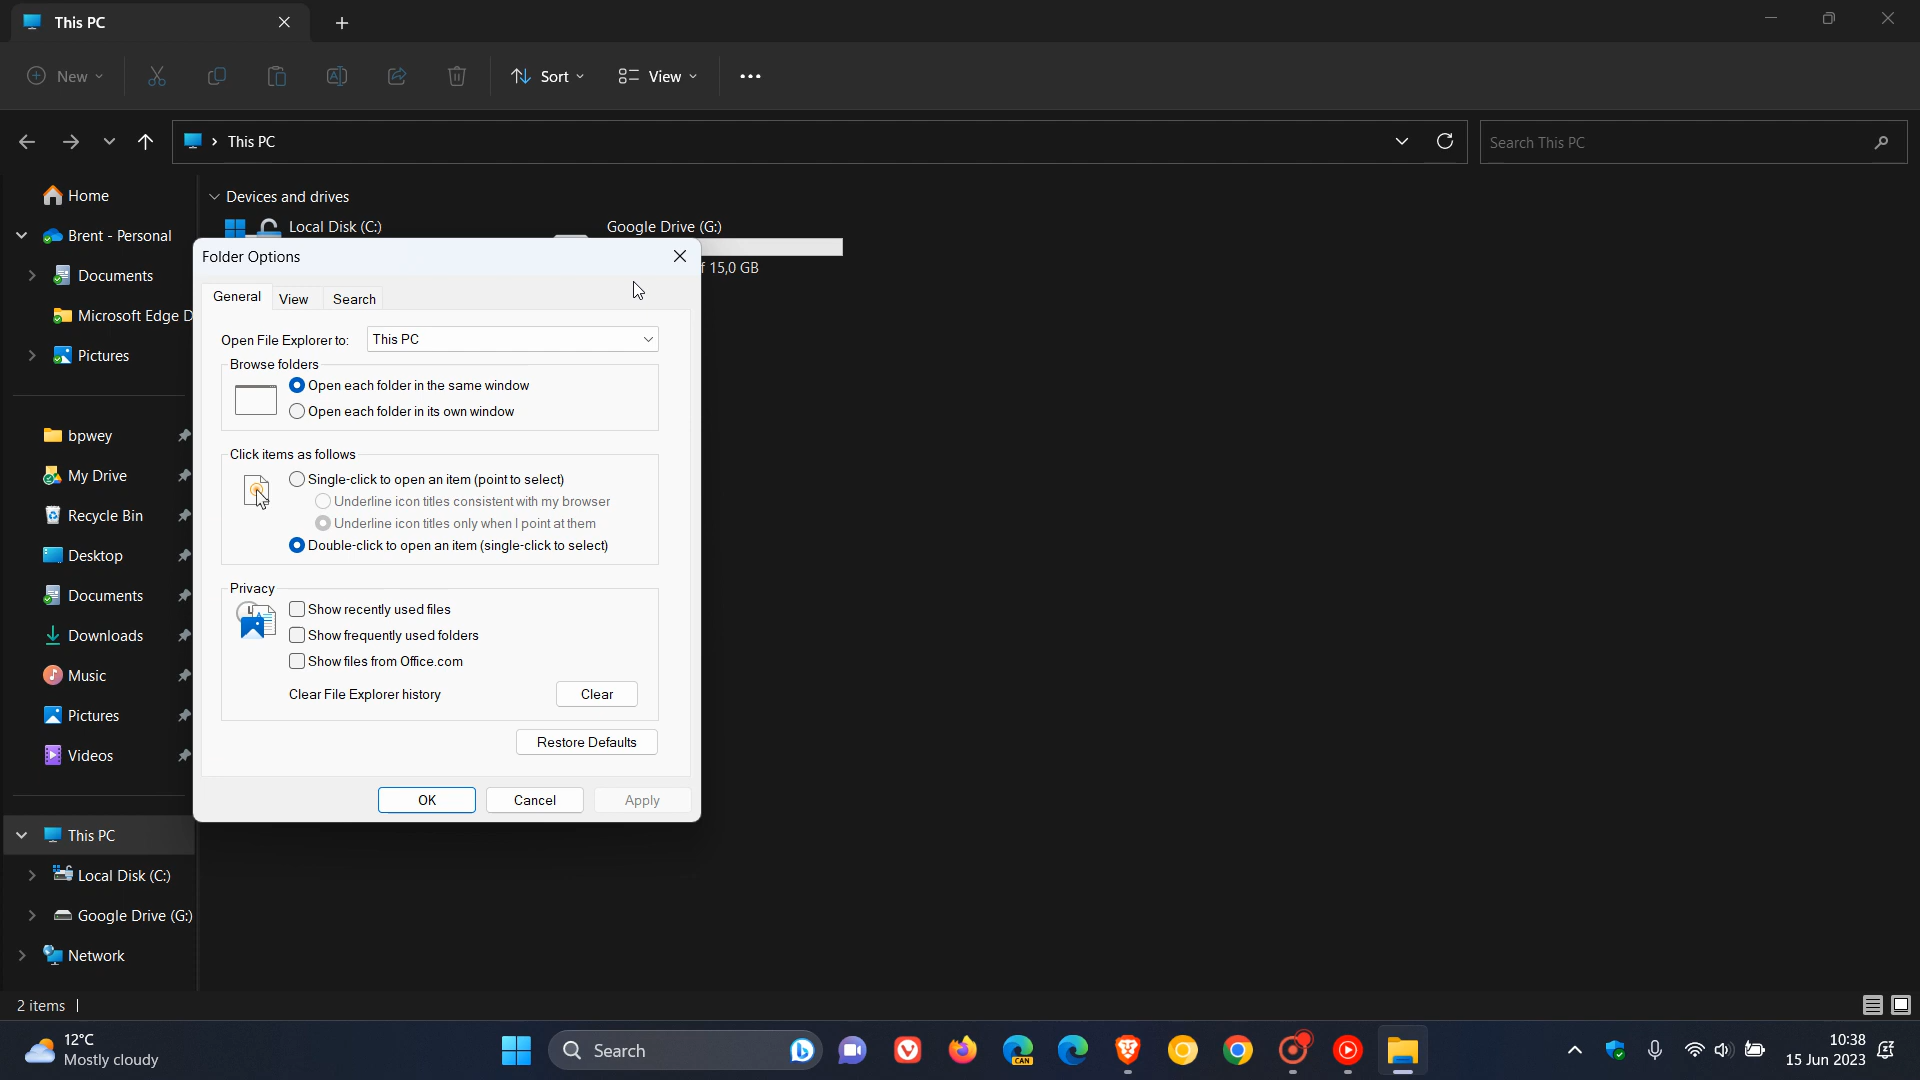 This PC
New
Sort
View
This PC
Search This PC
Home
Brent - Personal
Documents
Microsoft Edge D
Pictures
bpwey
My Drive
Recycle Bin
Desktop
Documents
Downloads
Music
Pictures
Videos
This PC
Local Disk (C:)
Google Drive (G:)
Network
Devices and drives
Local Disk (C:)
Google Drive (G:)
f 15,0 GB
Folder Options
General
View
Search
Open File Explorer to:
This PC
Browse folders
Open each folder in the same window
Open each folder in its own window
Click items as follows
Single-click to open an item (point to select)
Underline icon titles consistent with my browser
Underline icon titles only when I point at them
Double-click to open an item (single-click to select)
Privacy
Show recently used files
Show frequently used folders
Show files from Office.com
Clear File Explorer history
Clear
Restore Defaults
OK
Cancel
Apply
2 items
12°C
Mostly cloudy
Search
CAN
10:38
15 Jun 2023